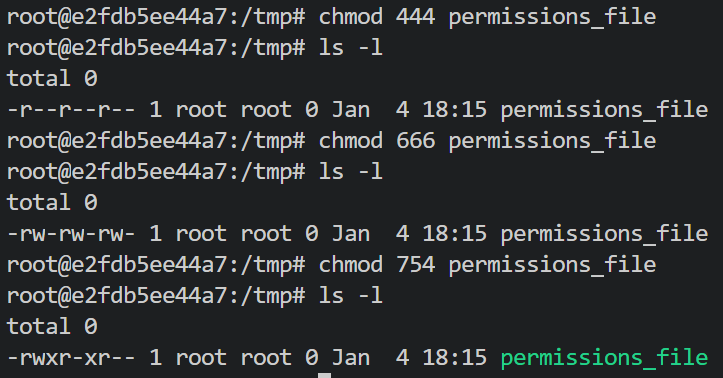 root@e2fdb5ee44a7:/tmp# chmod 444 permissions_file
root@e2fdb5ee44a7:/tmp# ls -l
total 0
-r--r--r-- 1 root root 0 Jan  4 18:15 permissions_file
root@e2fdb5ee44a7:/tmp# chmod 666 permissions_file
root@e2fdb5ee44a7:/tmp# ls -l
total 0
-rw-rw-rw- 1 root root 0 Jan  4 18:15 permissions_file
root@e2fdb5ee44a7:/tmp# chmod 754 permissions_file
root@e2fdb5ee44a7:/tmp# ls -l
total 0
-rwxr-xr-- 1 root root 0 Jan  4 18:15 permissions_file